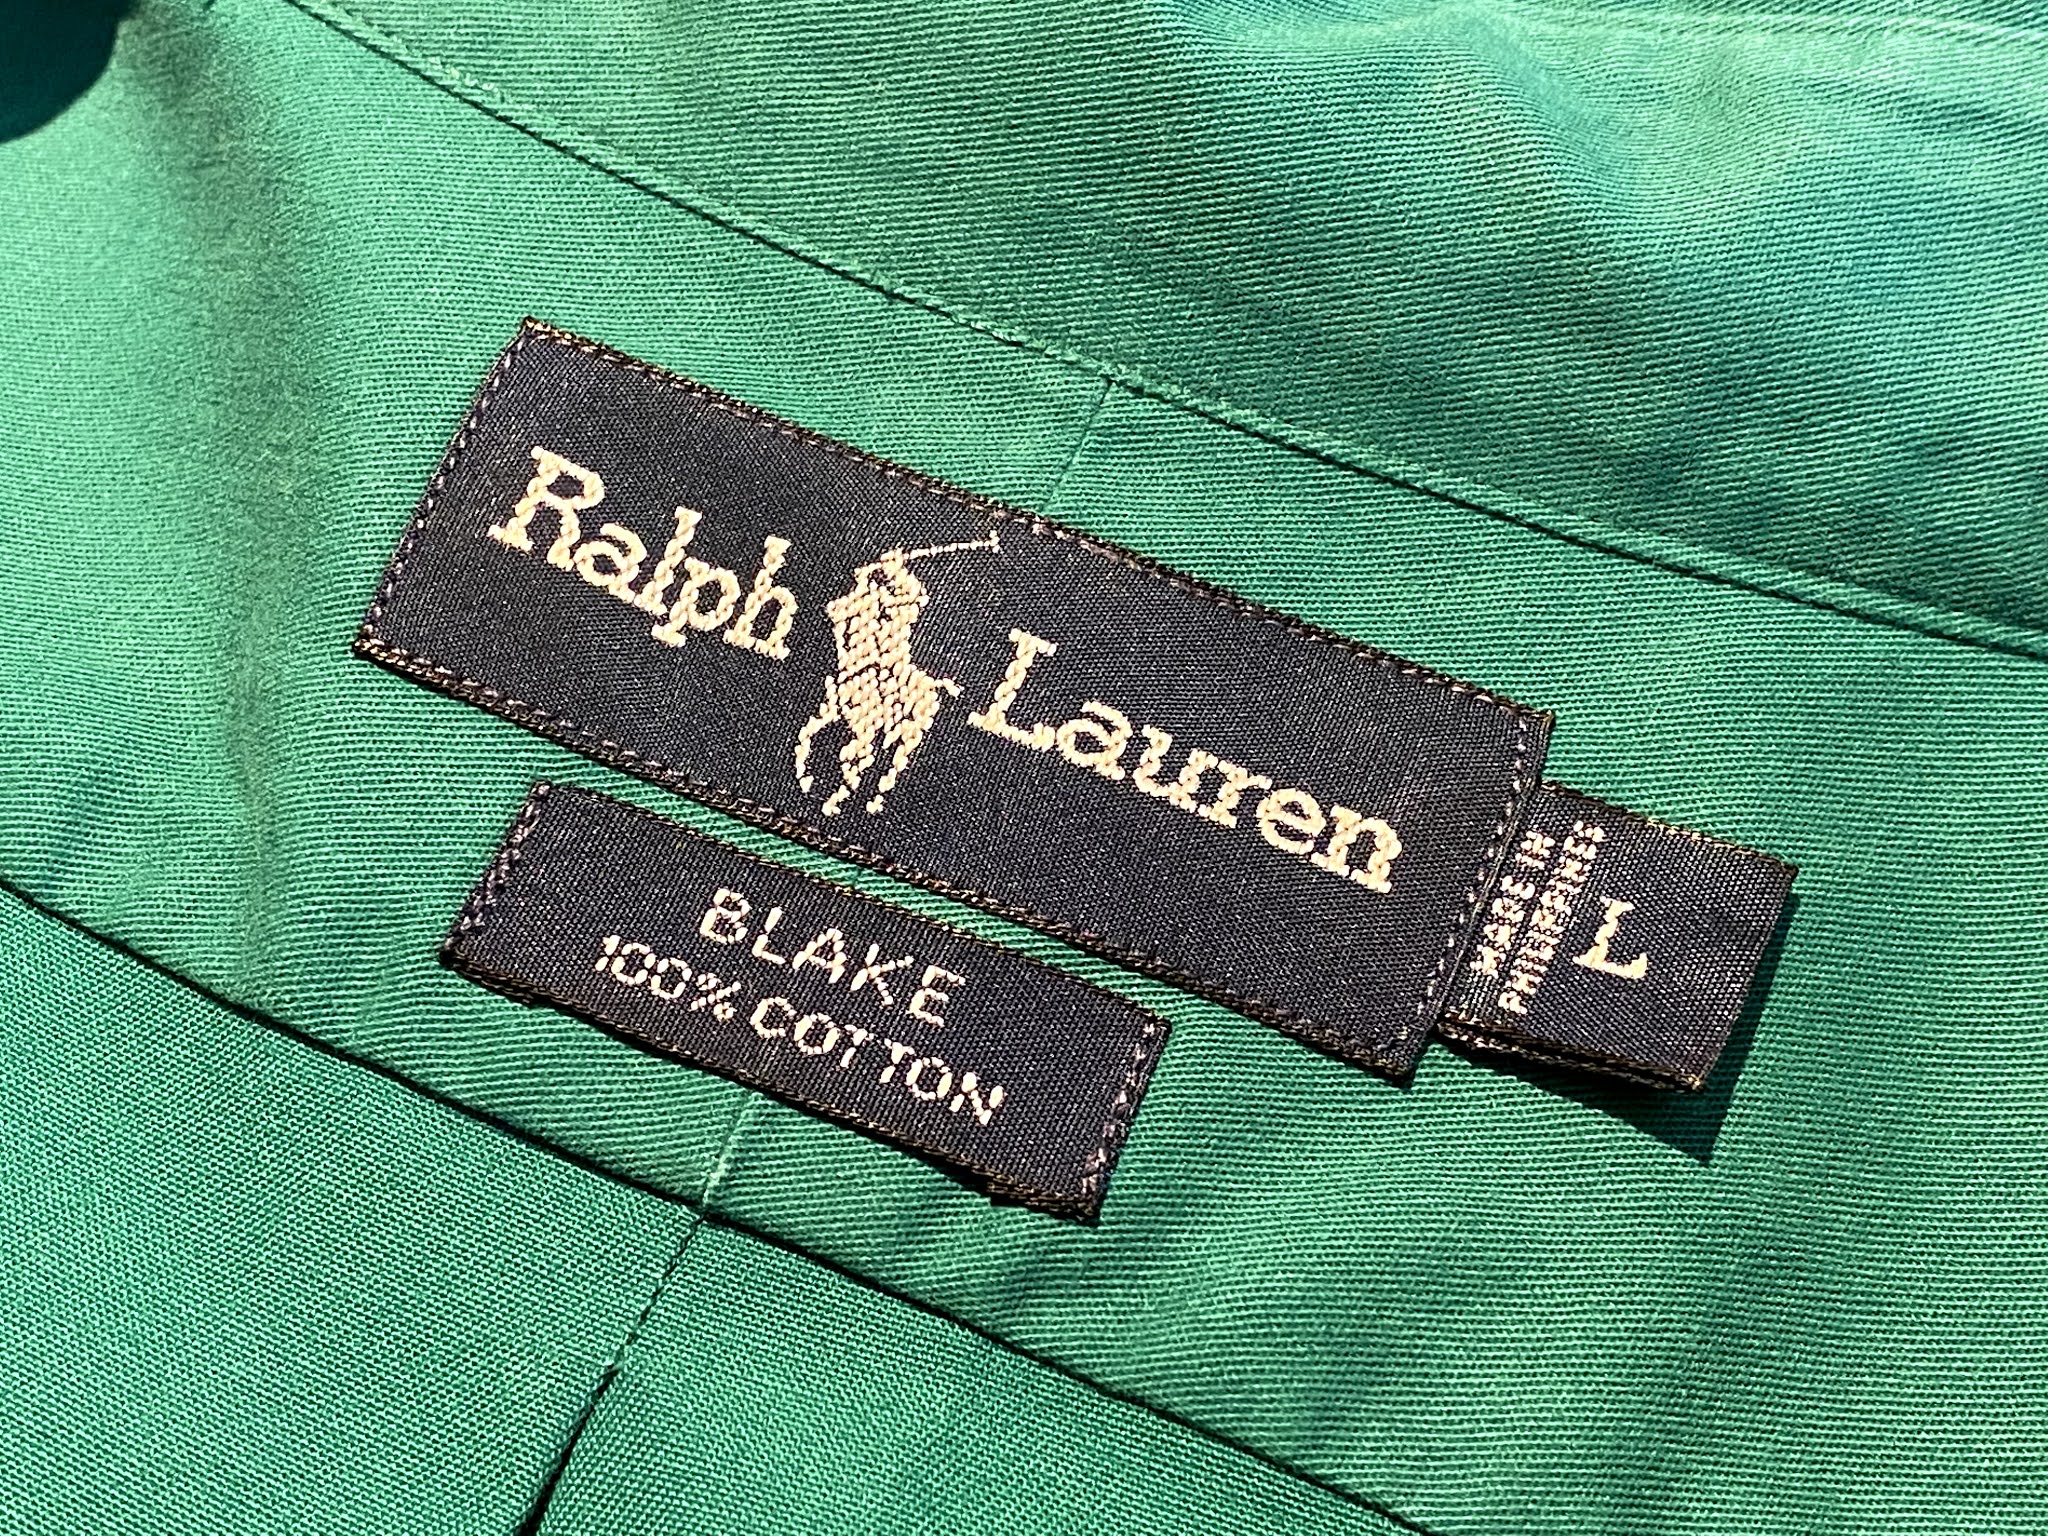 Ralph Lauren
BLAKE
100% COTTON
MADE IN
PHILIPPINES
L